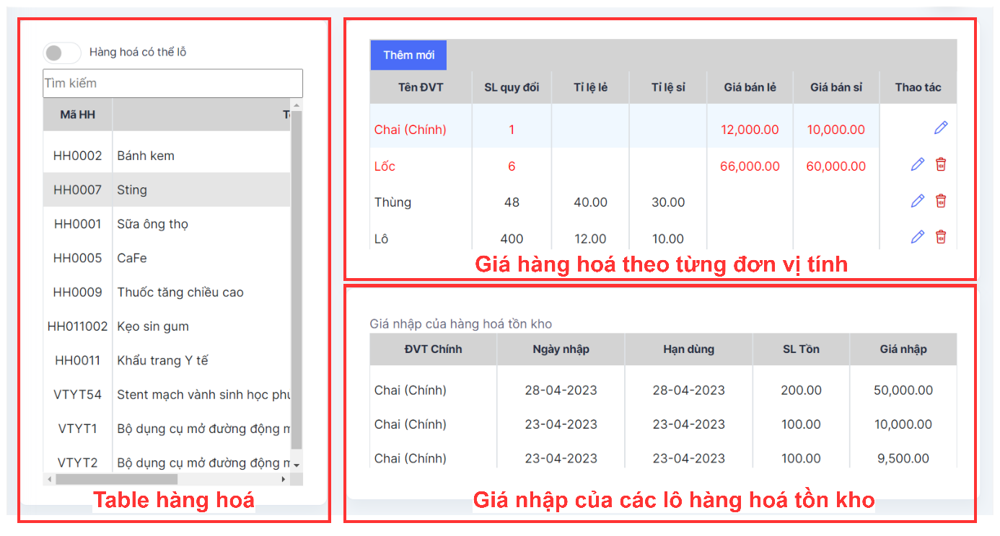 Hàng hoá có thể lỗ
Tìm kiếm
Mã HH
HH0002 Bánh kem
HH0007 Sting
HH0001 Sữa ông thọ
HH0005 CaFe
HH0009 Thuốc tăng chiều cao
HH011002 Kẹo sin gum
HH0011 Khẩu trang Y tế
VTYT54 Stent mạch vành sinh học
VTYT1 Bộ dụng cụ mở đường động
VTYT2 Bộ dụng cụ mở đường động
Table hàng hoá
Thêm mới
Tên ĐVT SL quy đổi Tỉ lệ lẻ Tỉ lệ sỉ Giá bán lẻ Giá bán sỉ Thao tác
Chai (Chính) 1 12,000.00 10,000.00
Lốc 6 66,000.00 60,000.00
Thùng 48 40.00 30.00
Lô 400 12.00 10.00
Giá hàng hoá theo từng đơn vị tính
Giá nhập của hàng hoá tồn kho
ĐVT Chính Ngày nhập Hạn dùng SL Tồn Giá nhập
Chai (Chính) 28-04-2023 28-04-2023 200.00 50,000.00
Chai (Chính) 23-04-2023 23-04-2023 100.00 10,000.00
Chai (Chính) 23-04-2023 23-04-2023 100.00 9,500.00
Giá nhập của các lô hàng hoá tồn kho